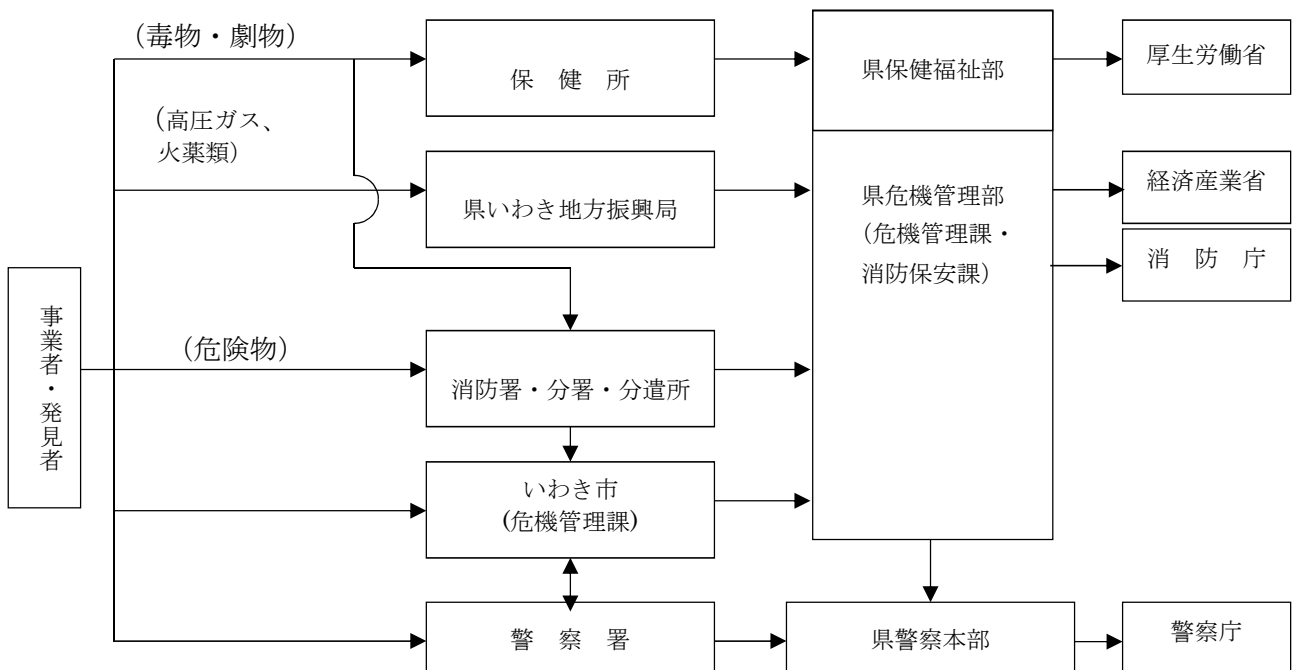 (毒物・劇物)
保　健　所
県保健福祉部
厚生労働省
(高圧ガス、
火薬類)
県いわき地方振興局
県危機管理部
(危機管理課・
消防保安課)
経済産業省
消　防　庁
事業者・発見者
(危険物)
消防署・分署・分遣所
いわき市
(危機管理課)
警　察　署
県警察本部
警察庁